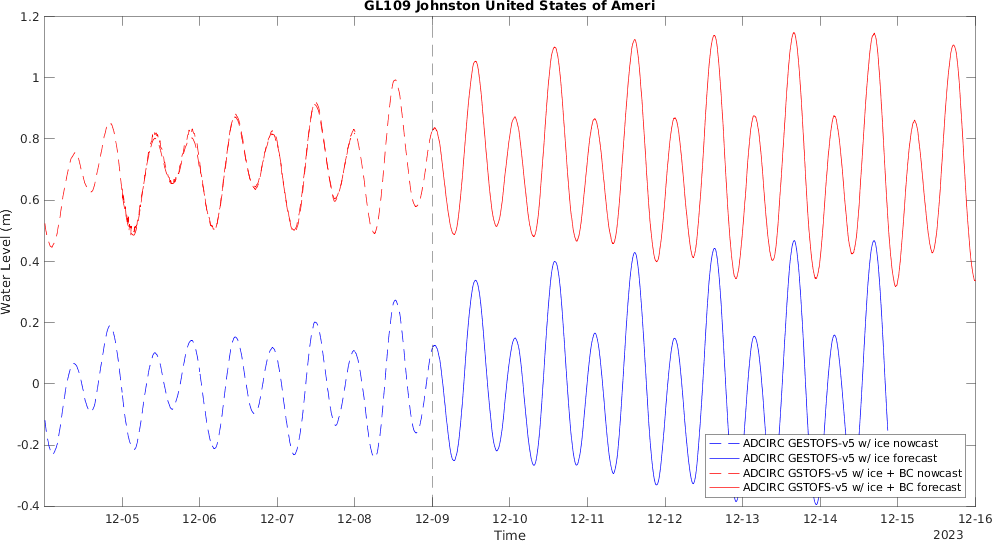 GL109 Johnston United States of Ameri
1.2
1
0.8
0.6
0.4
0.2
0
-0.2
-0.4
Water Level (m)
ADCIRC GESTOFS-v5 w/ ice nowcast
ADCIRC GESTOFS-v5 w/ ice forecast
ADCIRC GSTOFS-v5 w/ ice + BC nowcast
ADCIRC GSTOFS-v5 w/ ice + BC forecast
12-05 12-06 12-07 12-08 12-09 12-10 12-11 12-12 12-13 12-14 12-15 12-16
Time
2023